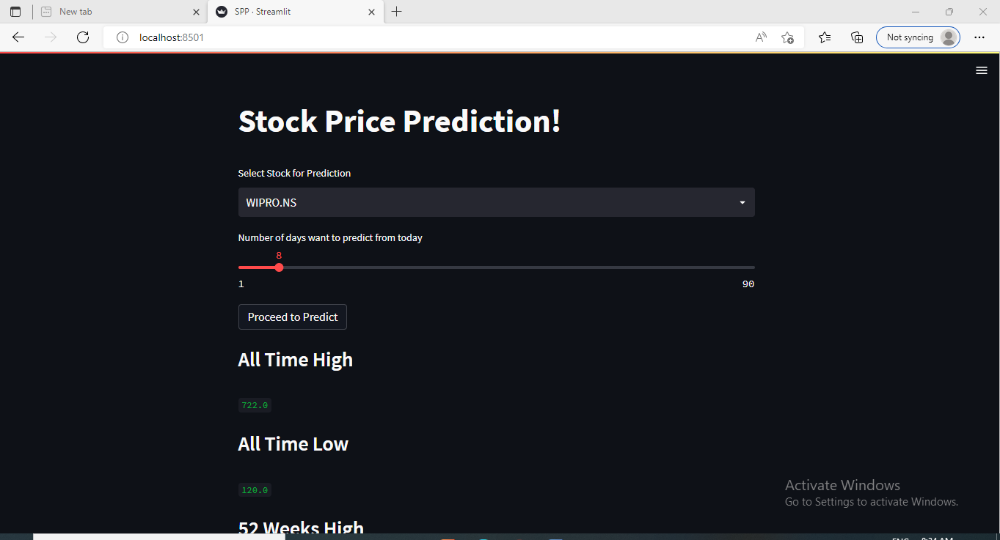 New tab
SPP · Streamlit
localhost:8501
Not syncing
Stock Price Prediction!
Select Stock for Prediction
WIPRO.NS
Number of days want to predict from today
8
1
90
Proceed to Predict
All Time High
722.0
All Time Low
120.0
Activate Windows
Go to Settings to activate Windows.
52 Weeks High